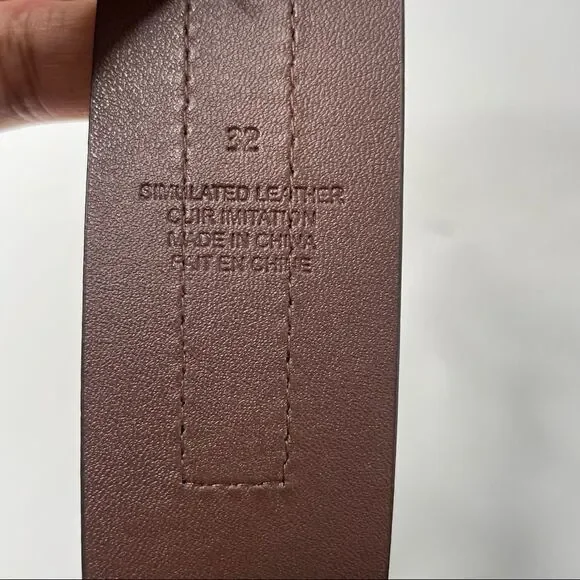 32
SIMULATED LEATHER
CUIR IMITATION
MADE IN CHINA
FAIT EN CHINE